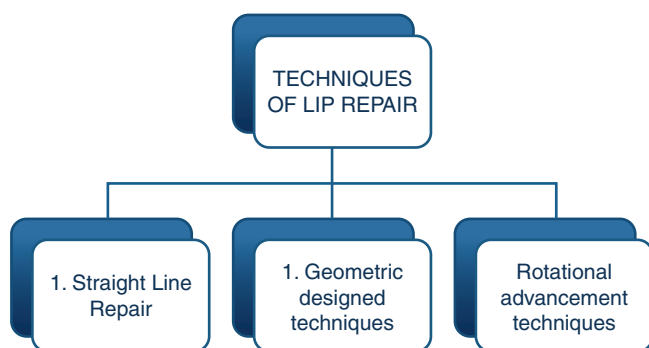 TECHNIQUES
OF LIP REPAIR
1. Straight Line
Repair
1. Geometric
designed
techniques
Rotational
advancement
techniques